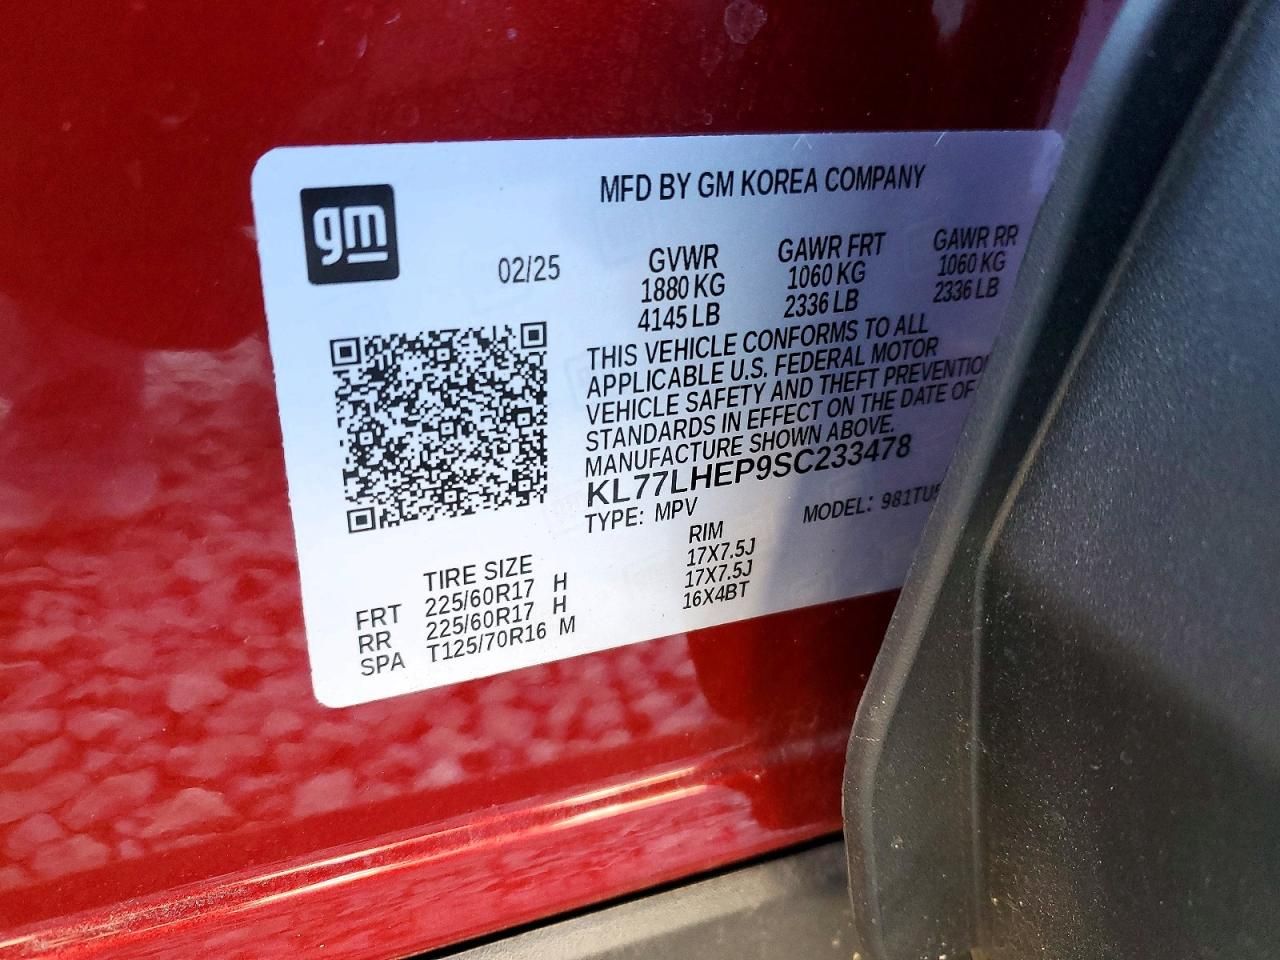 gm
MFD BY GM KOREA COMPANY
02/25
GVWR GAWR FRT GAWR RR
1880 KG 1060 KG 1060 KG
4145 LB 2336 LB 2336 LB
THIS VEHICLE CONFORMS TO ALL
APPLICABLE U.S. FEDERAL MOTOR
VEHICLE SAFETY AND THEFT
STANDARDS IN EFFECT ON THE DATE OF
MANUFACTURE SHOWN ABOVE.
KL77LHEP9SC233478
TYPE: MPV MODEL:
TIRE SIZE RIM
FRT 225/60R17 H 17X7.5J
RR 225/60R17 H 17X7.5J
SPA T125/70R16 M 16X4BT